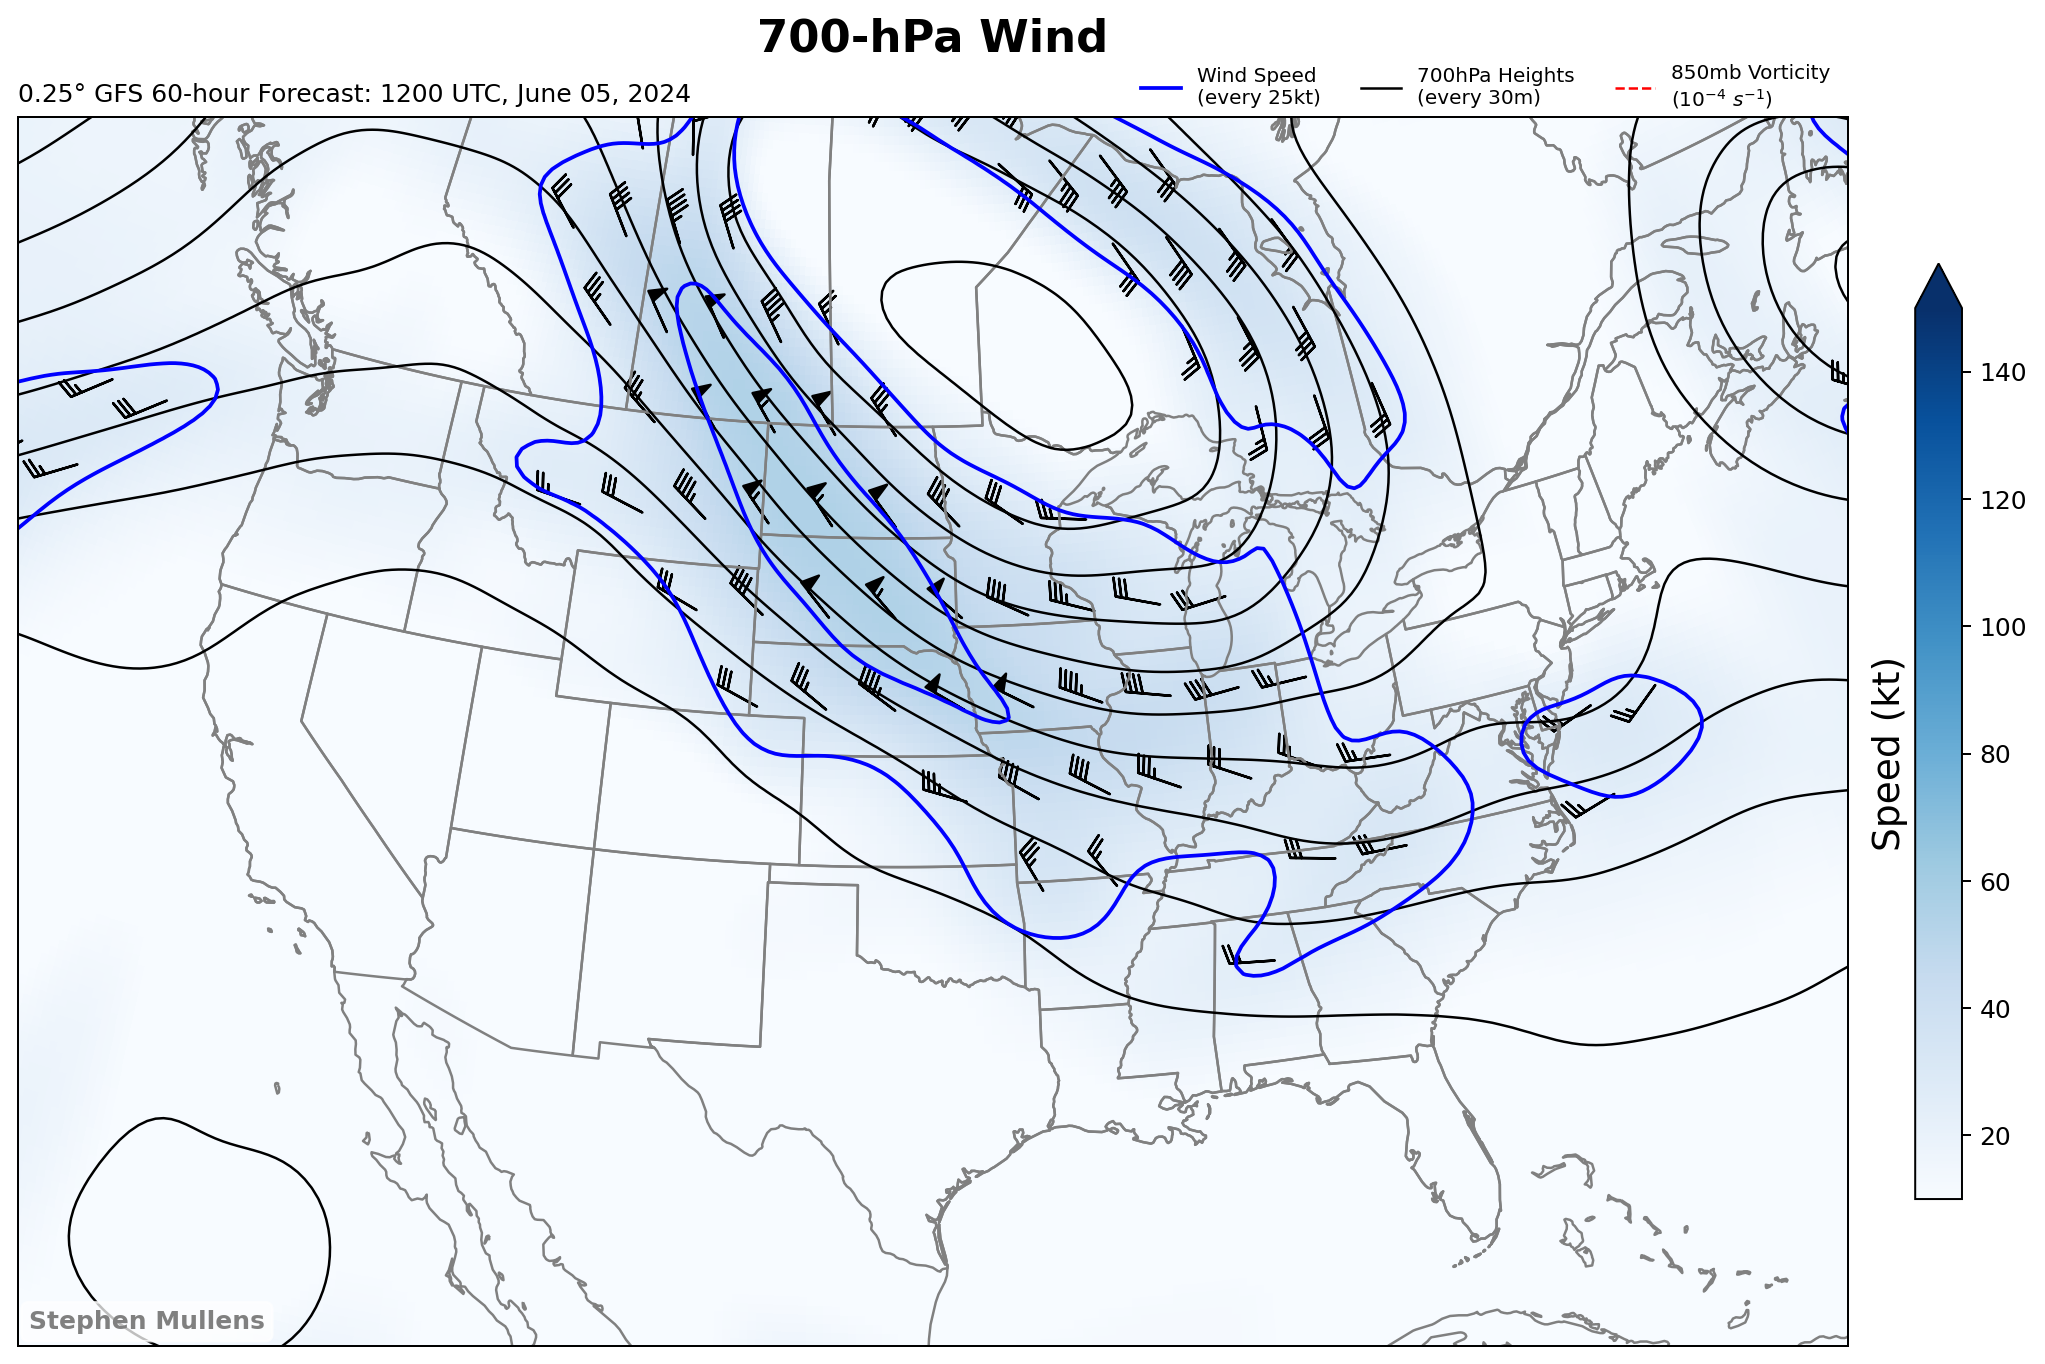 700-hPa Wind
0.25° GFS 60-hour Forecast: 1200 UTC, June 05, 2024
Wind Speed
(every 25kt)
700hPa Heights
(every 30m)
850mb Vorticity
(10⁻⁴ s⁻¹)
140
120
100
80
60
40
20
Speed (kt)
Stephen Mullens